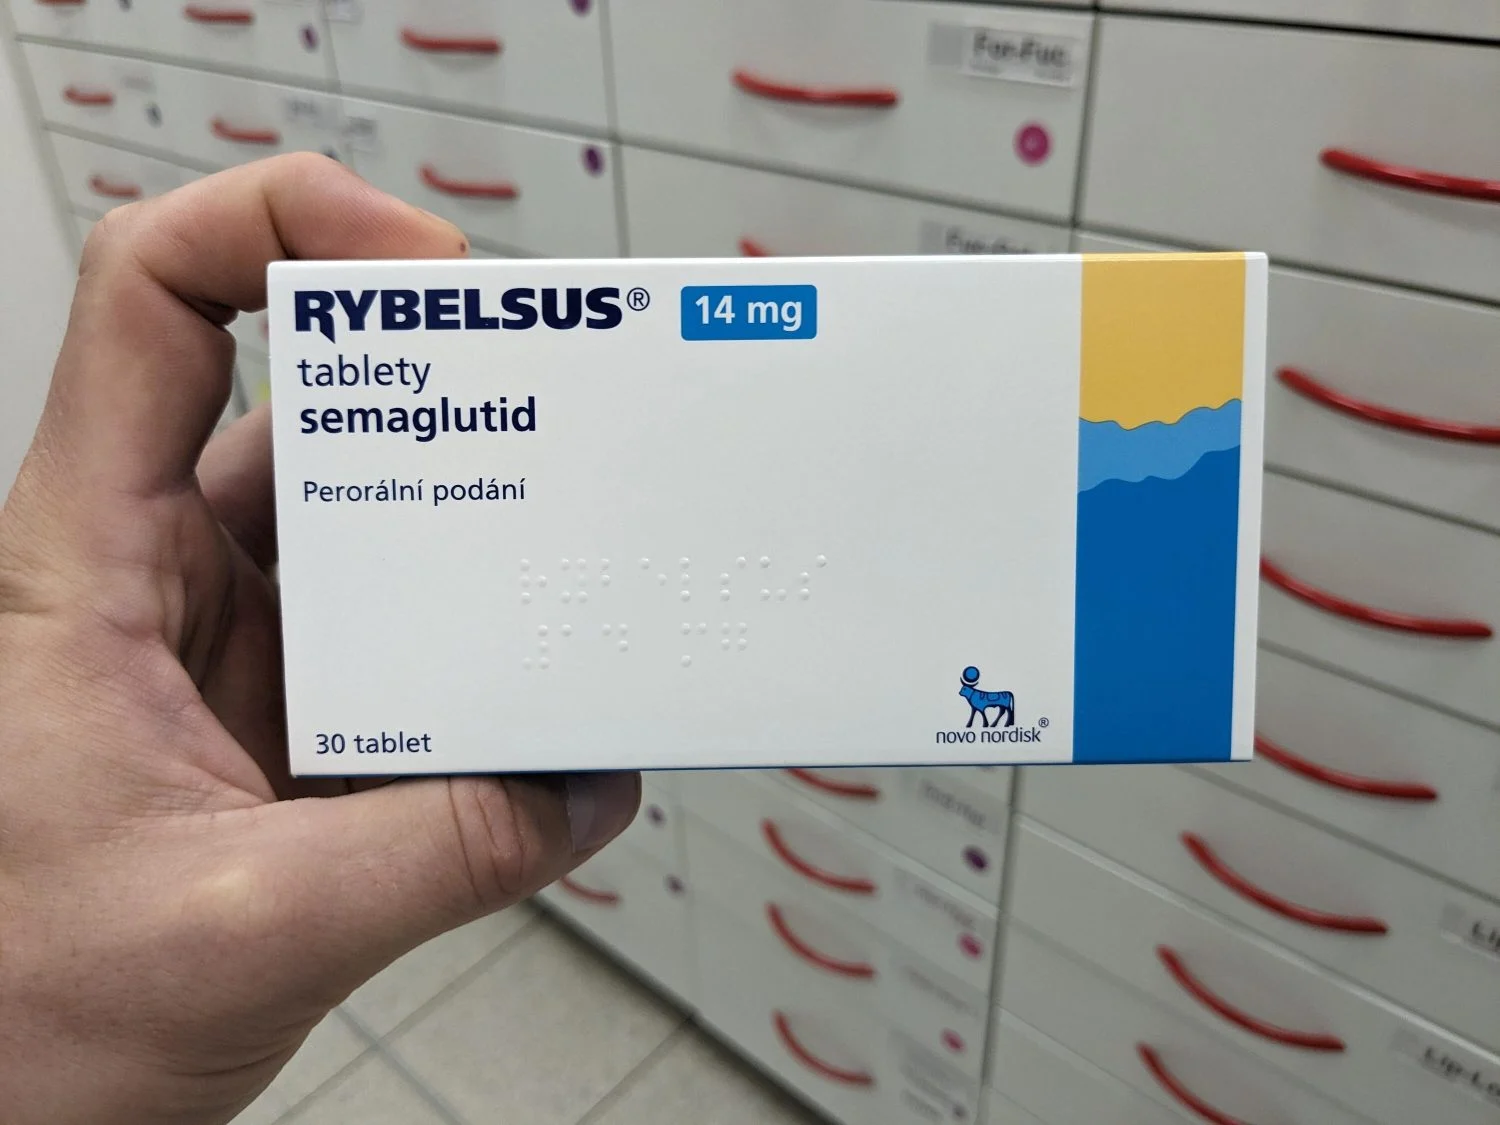 RYBELSUS® 14 mg
tablety
semaglutid
Perorální podání
30 tablet
novo nordisk®